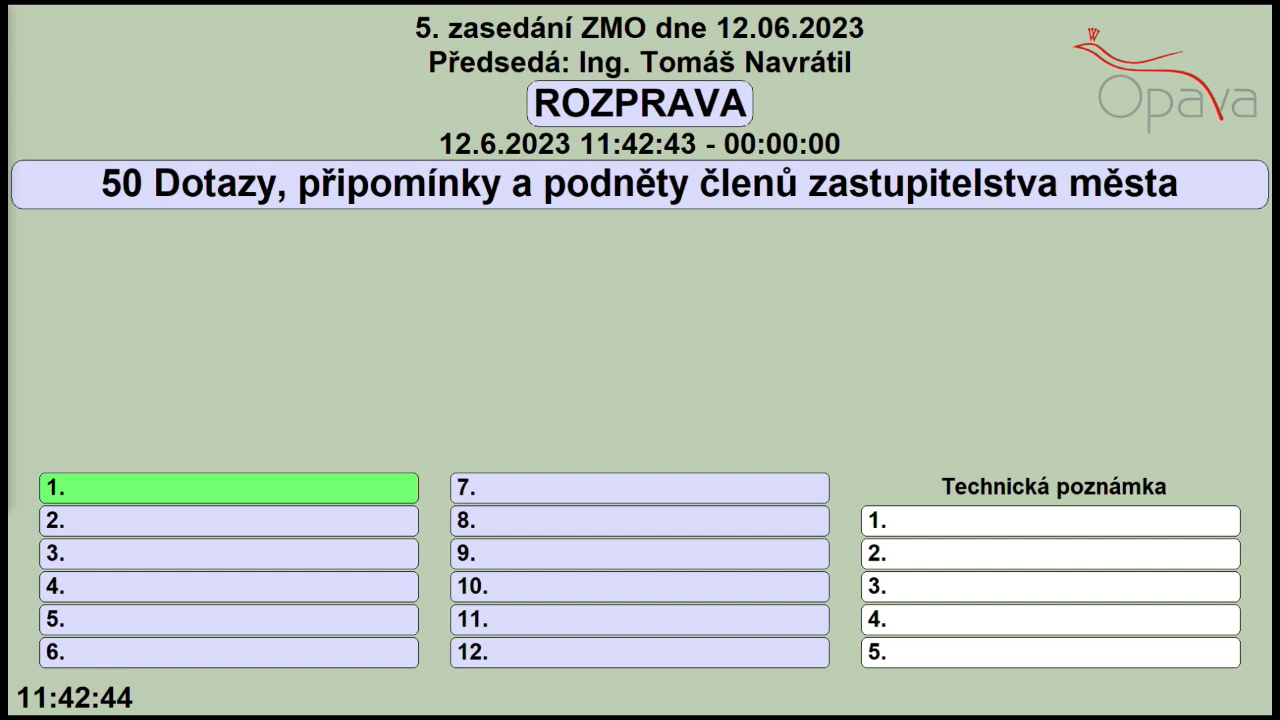 5. zasedání ZMO dne 12.06.2023
Předsedá: Ing. Tomáš Navrátil
Opava
ROZPRAVA
12.6.2023 11:42:43 - 00:00:00
50 Dotazy, připomínky a podněty členů zastupitelstva města
1.
2.
3.
4.
5.
6.
7.
8.
9.
10.
11.
12.
Technická poznámka
1.
2.
3.
4.
5.
11:42:44